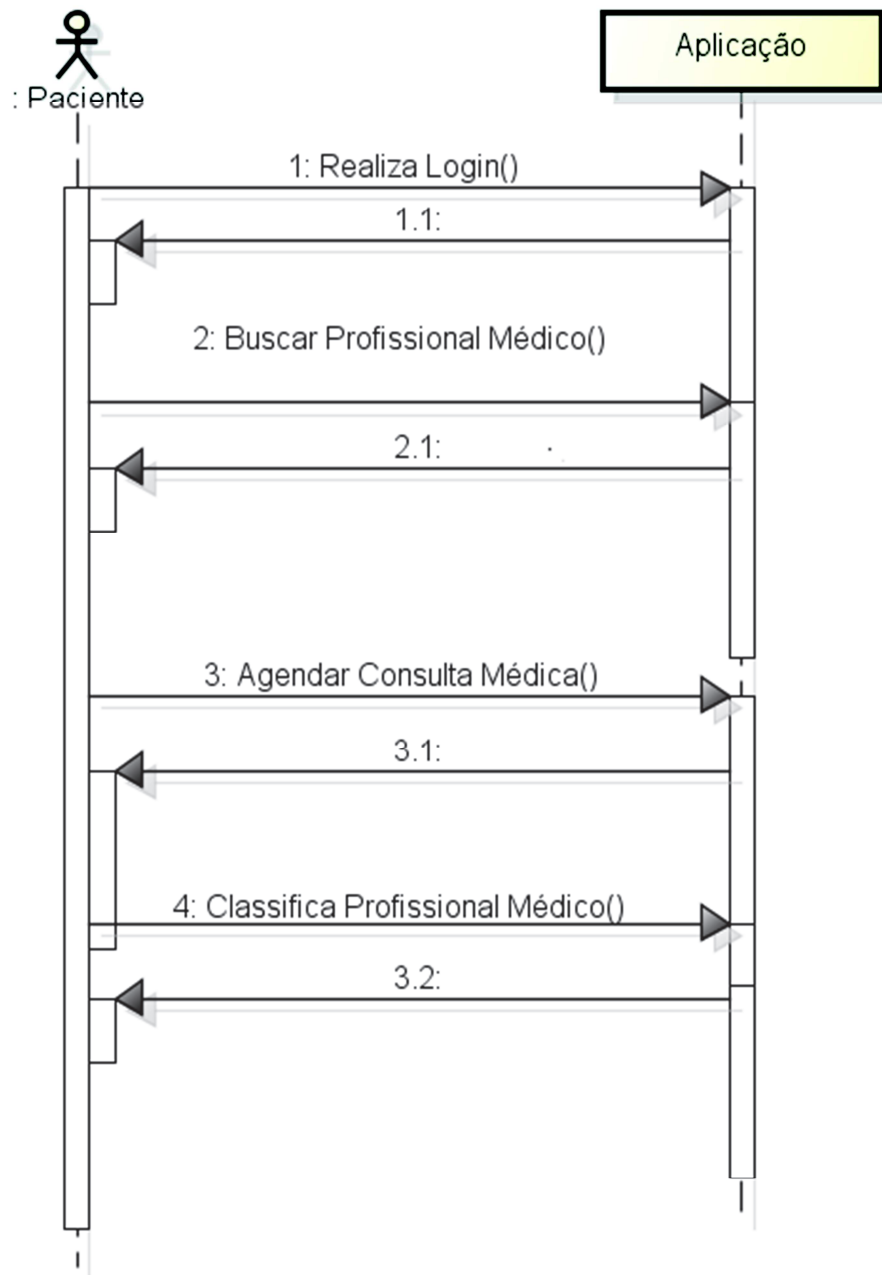 : Paciente
Aplicação
1: Realiza Login()
1.1:
2: Buscar Profissional Médico()
2.1:
3: Agendar Consulta Médica()
3.1:
4: Classifica Profissional Médico()
3.2: